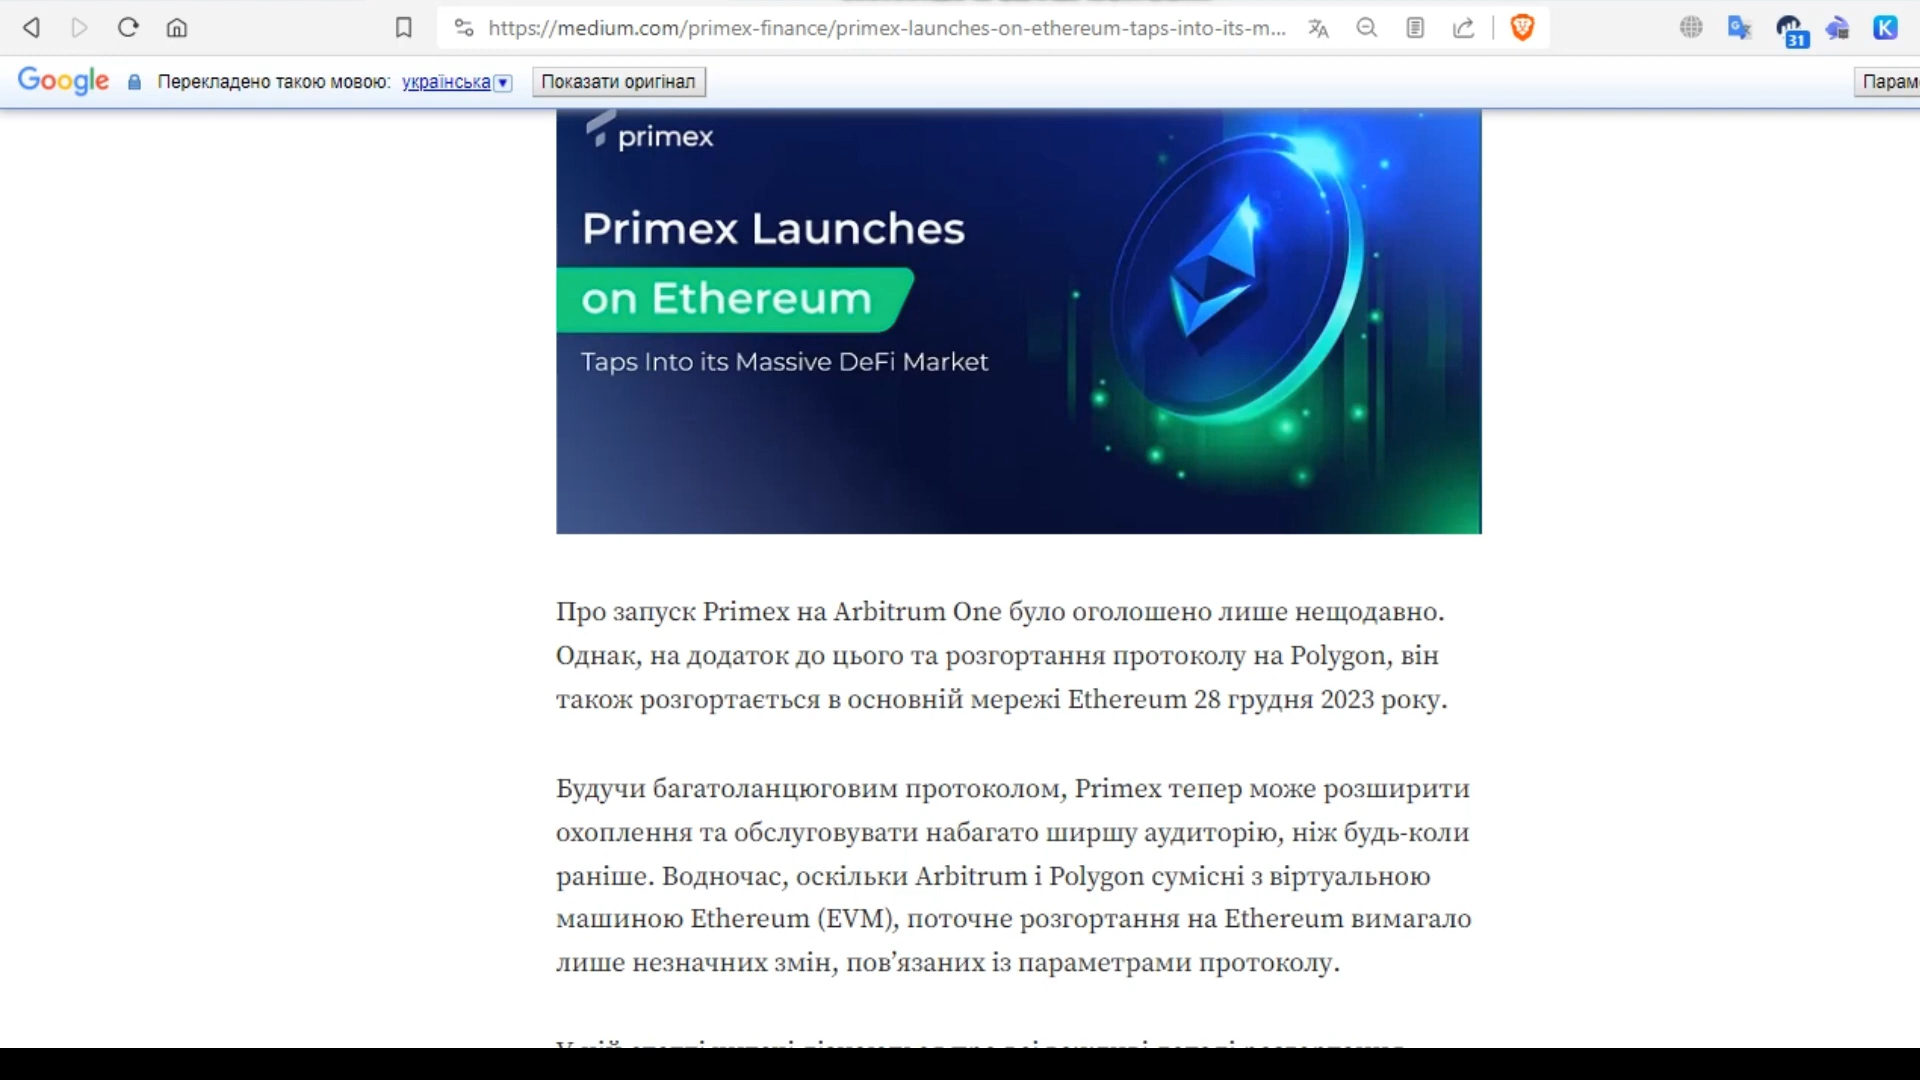 https://medium.com/primex-finance/primex-launches-on-ethereum-taps-into-its-m...
31
K
Google Перекладено такою мовою: українська Показати оригінал
primex
Primex Launches
on Ethereum
Taps Into its Massive DeFi Market
Про запуск Primex на Arbitrum One було оголошено лише нещодавно.
Однак, на додаток до цього та розгортання протоколу на Polygon, він
також розгортається в основній мережі Ethereum 28 грудня 2023 року.
Будучи багатоланцюговим протоколом, Primex тепер може розширити
охоплення та обслуговувати набагато ширшу аудиторію, ніж будь-коли
раніше. Водночас, оскільки Arbitrum і Polygon сумісні з віртуальною
машиною Ethereum (EVM), поточне розгортання на Ethereum вимагало
лише незначних змін, пов’язаних із параметрами протоколу.